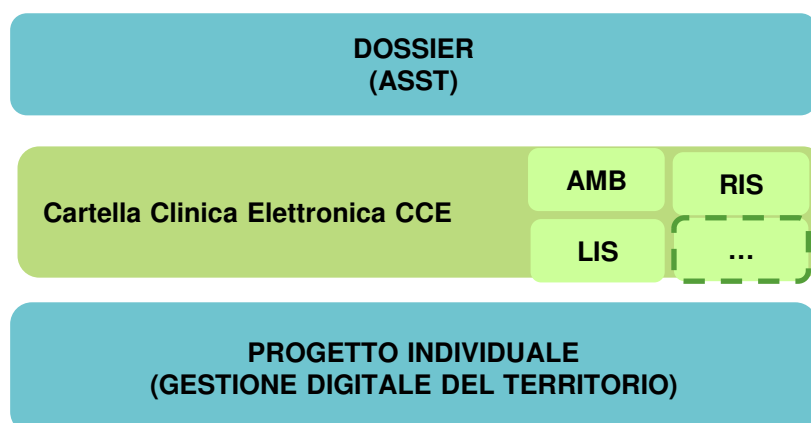 DOSSIER
(ASST)
Cartella Clinica Elettronica CCE
AMB
RIS
LIS
...
PROGETTO INDIVIDUALE
(GESTIONE DIGITALE DEL TERRITORIO)